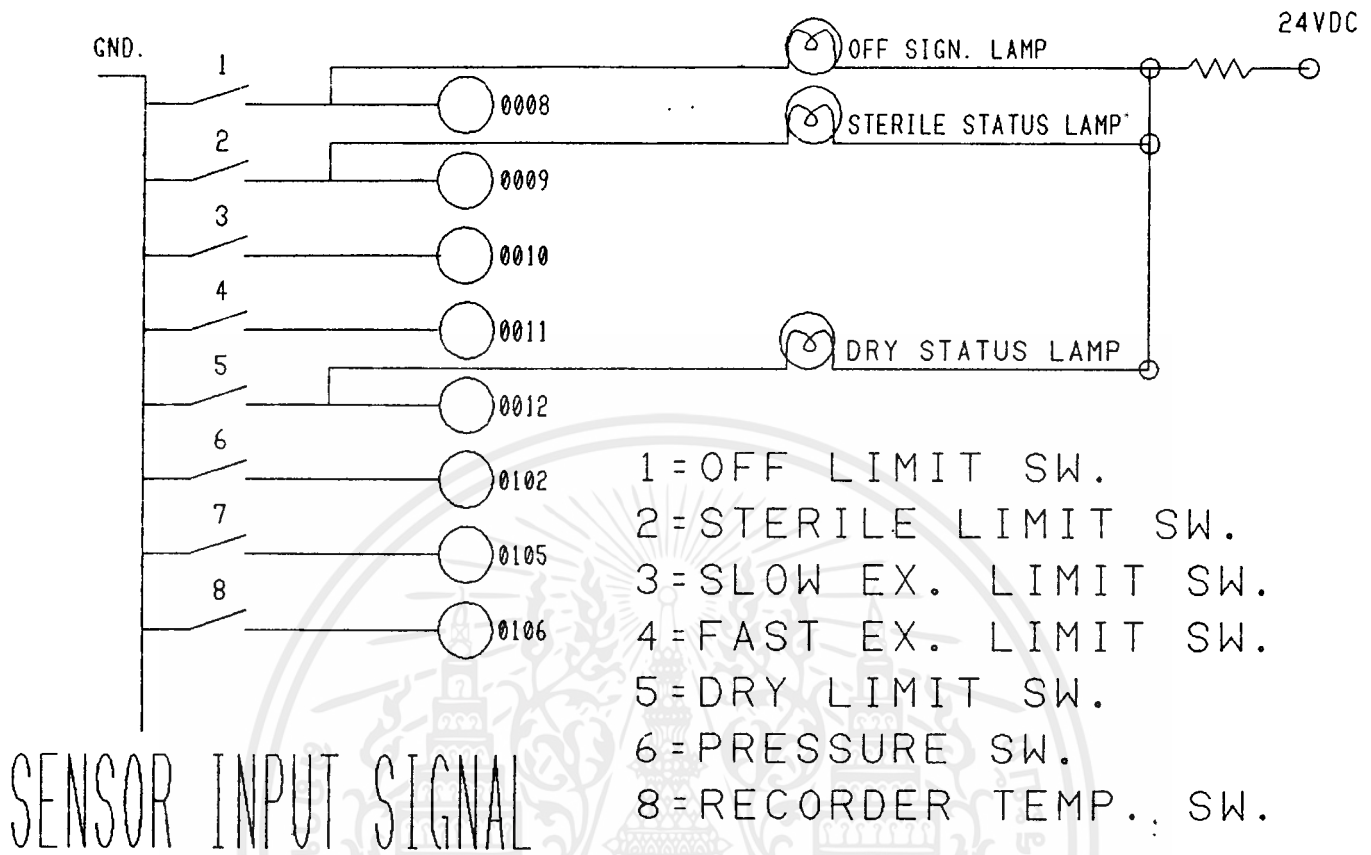 24VDC
GND.
1
OFF SIGN. LAMP
0008
2
STERILE STATUS LAMP
0009
3
0010
4
0011
5
DRY STATUS LAMP
0012
6
0102
7
0105
8
0106
1=OFF LIMIT SW.
2=STERILE LIMIT SW.
3=SLOW EX. LIMIT SW.
4=FAST EX. LIMIT SW.
5=DRY LIMIT SW.
6=PRESSURE SW.
8=RECORDER TEMP. SW.
SENSOR INPUT SIGNAL